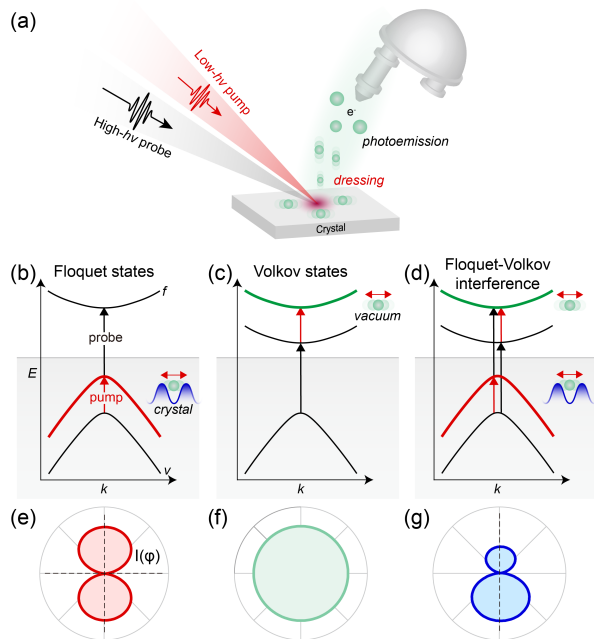 (a)
Low-hν pump
High-hν probe
e-
photoemission
dressing
Crystal
(b) Floquet states
f
probe
E
pump
crystal
v
k
(c) Volkov states
vacuum
k
(d) Floquet-Volkov
interference
k
(e)
I(φ)
(f)
(g)